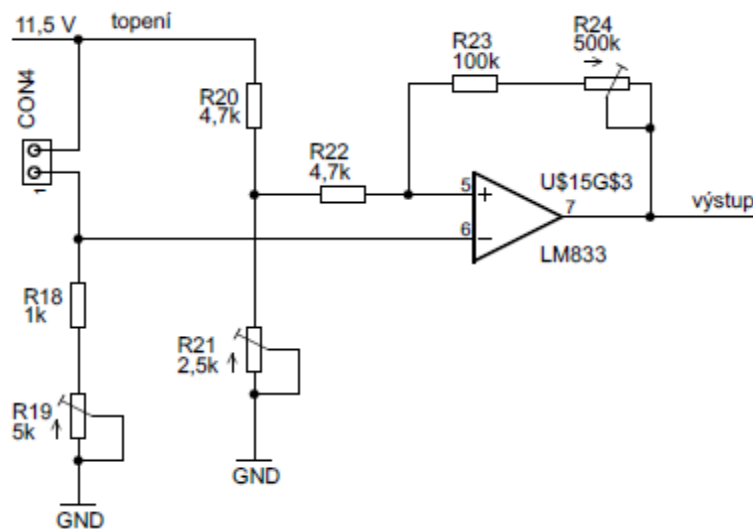 11,5 V
topení
CON4
1
R20
4,7k
R22
4,7k
R23
100k
R24
500k
5
+
6
−
7
U$15G$3
LM833
výstup
R18
1k
R19
5k
R21
2,5k
GND
GND